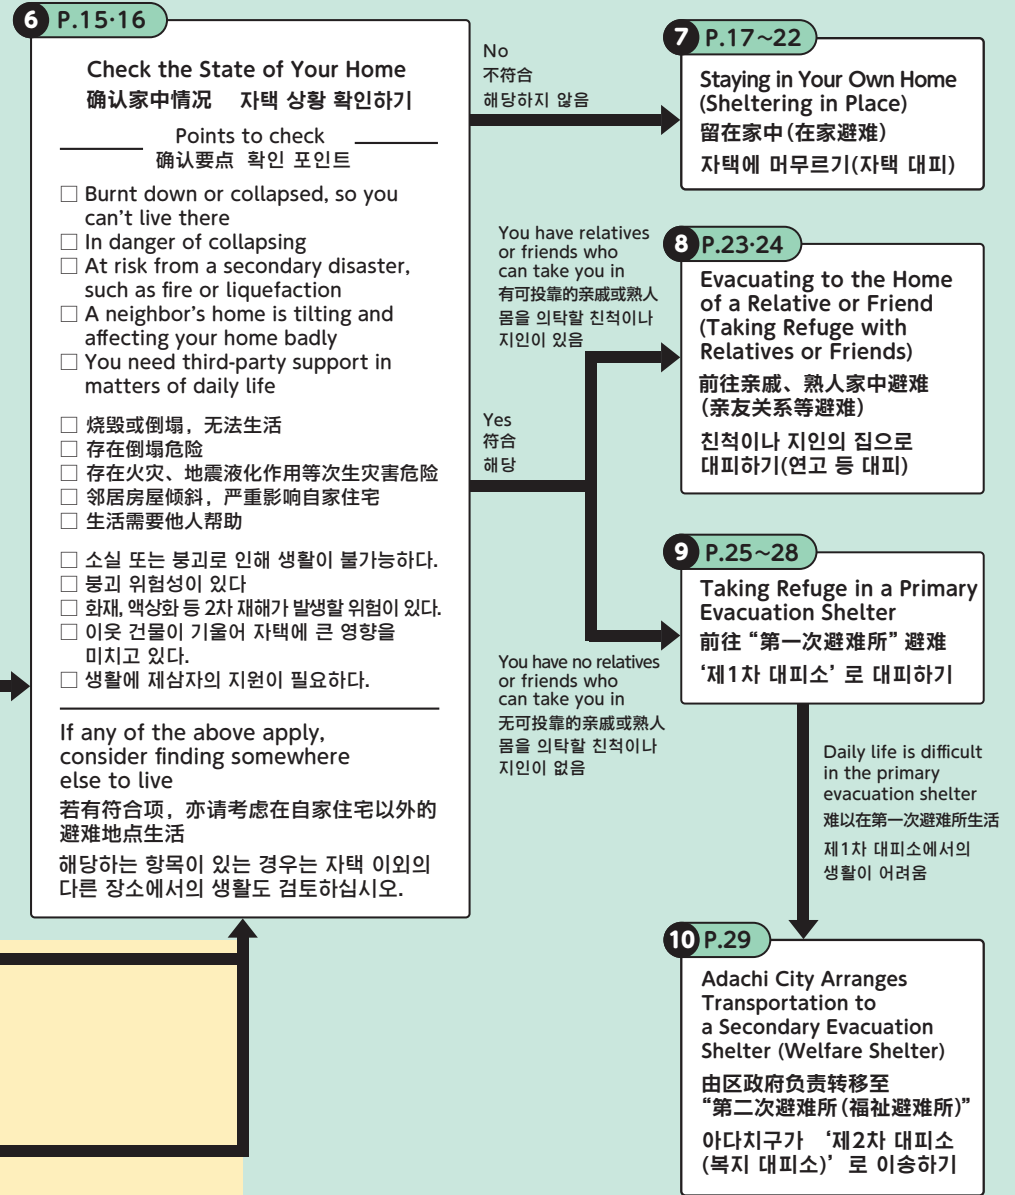 6 P.15·16
Check the State of Your Home
确认家中情况 자택 상황 확인하기
Points to check
确认要点 확인 포인트
□ Burnt down or collapsed, so you
can't live there
□ In danger of collapsing
□ At risk from a secondary disaster,
such as fire or liquefaction
□ A neighbor's home is tilting and
affecting your home badly
□ You need third-party support in
matters of daily life
□ 烧毁或倒塌，无法生活
□ 存在倒塌危险
□ 存在火灾、地震液化作用等次生灾害危险
□ 邻居房屋倾斜，严重影响自家住宅
□ 生活需要他人帮助
□ 소실 또는 붕괴로 인해 생활이 불가능하다.
□ 붕괴 위험성이 있다
□ 화재, 액상화 등 2차 재해가 발생할 위험이 있다.
□ 이웃 건물이 기울어 자택에 큰 영향을
미치고 있다.
□ 생활에 제삼자의 지원이 필요하다.
If any of the above apply,
consider finding somewhere
else to live
若有符合项，亦请考虑在自家住宅以外的
避难地点生活
해당하는 항목이 있는 경우는 자택 이외의
다른 장소에서의 생활도 검토하십시오.
No
不符合
해당하지 않음
7 P.17~22
Staying in Your Own Home
(Sheltering in Place)
留在家中（在家避难）
자택에 머무르기(자택 대피)
Yes
符合
해당
You have relatives
or friends who
can take you in
有可投靠的亲戚或熟人
몸을 의탁할 친척이나
지인이 있음
8 P.23·24
Evacuating to the Home
of a Relative or Friend
(Taking Refuge with
Relatives or Friends)
前往亲戚、熟人家中避难
（亲友关系等避难）
친척이나 지인의 집으로
대피하기(연고 등 대피)
You have no relatives
or friends who
can take you in
无可投靠的亲戚或熟人
몸을 의탁할 친척이나
지인이 없음
9 P.25~28
Taking Refuge in a Primary
Evacuation Shelter
前往“第一次避难所”避难
‘제1차 대피소’로 대피하기
Daily life is difficult
in the primary
evacuation shelter
难以在第一次避难所生活
제1차 대피소에서의
생활이 어려움
10 P.29
Adachi City Arranges
Transportation to
a Secondary Evacuation
Shelter (Welfare Shelter)
由区政府负责转移至
“第二次避难所（福祉避难所）”
아다치구가 ‘제2차 대피소
(복지 대피소)’로 이송하기